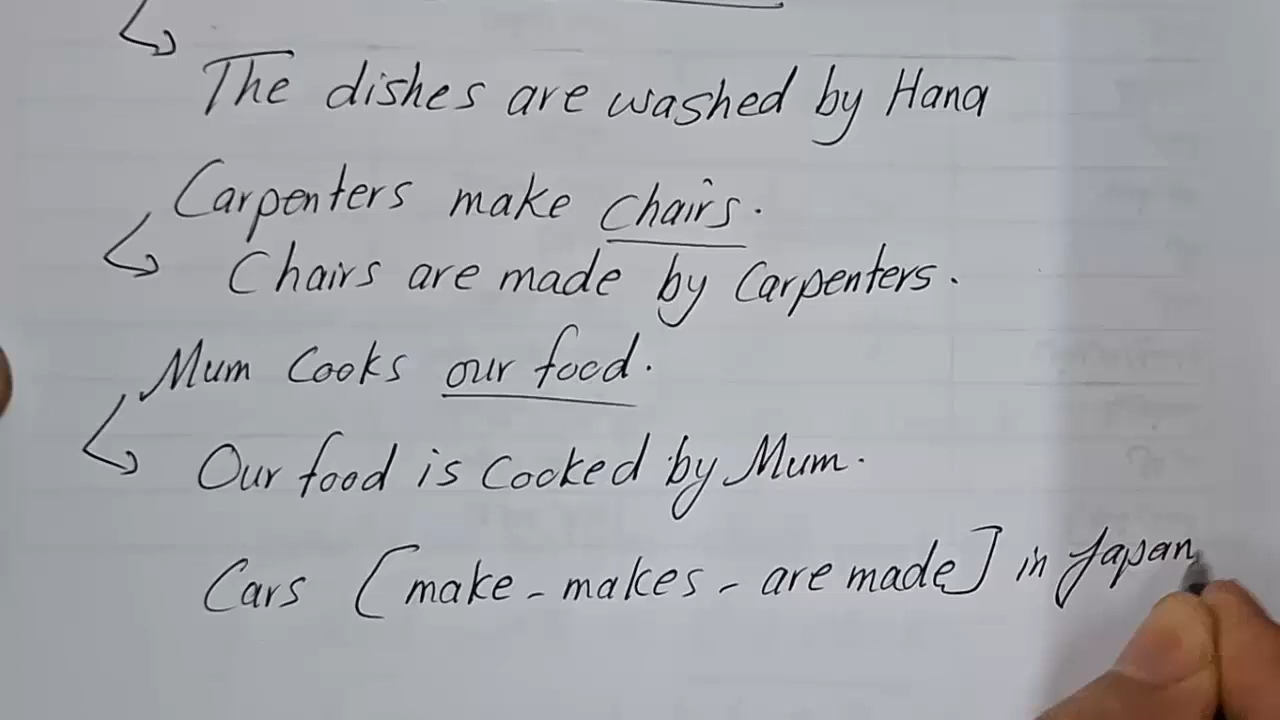 The dishes are washed by Hana
Carpenters make chairs.
Chairs are made by Carpenters.
Mum Cooks our food.
Our food is Cooked by Mum.
Cars [make - makes - are made] in Japan